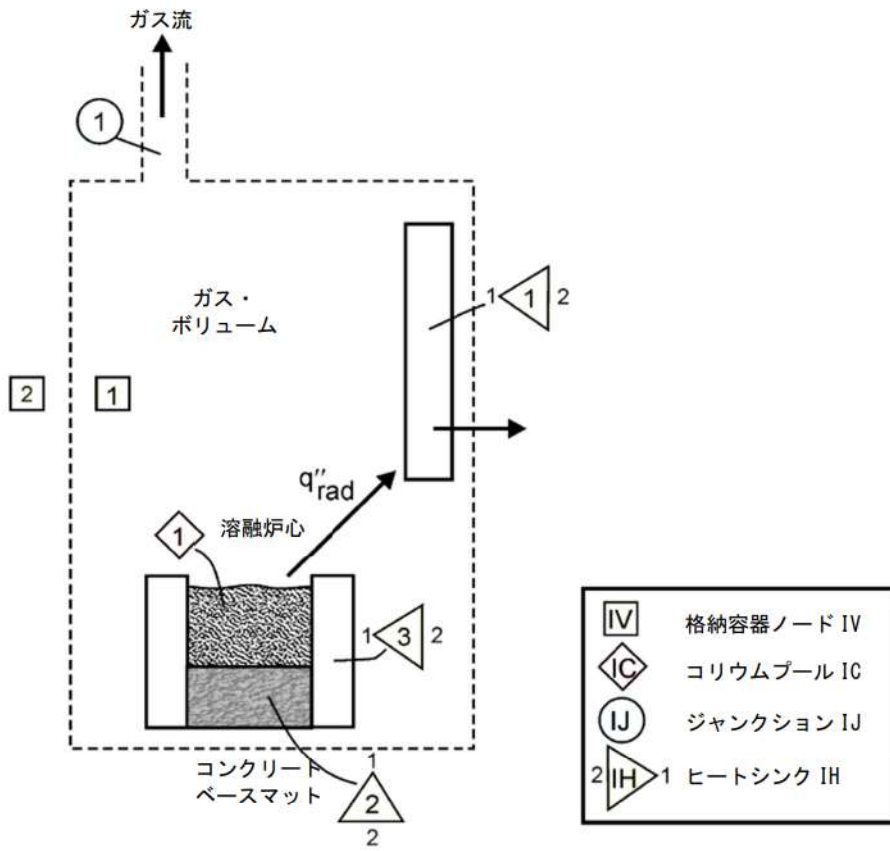 ガス流
1
ガス・
ボリューム
1 1 2
2
1
q″rad
1
溶融炉心
1 3 2
コンクリート
ベースマット
1
2
2
IV 格納容器ノード IV
IC コリウムプール IC
IJ ジャンクション IJ
2 IH 1 ヒートシンク IH